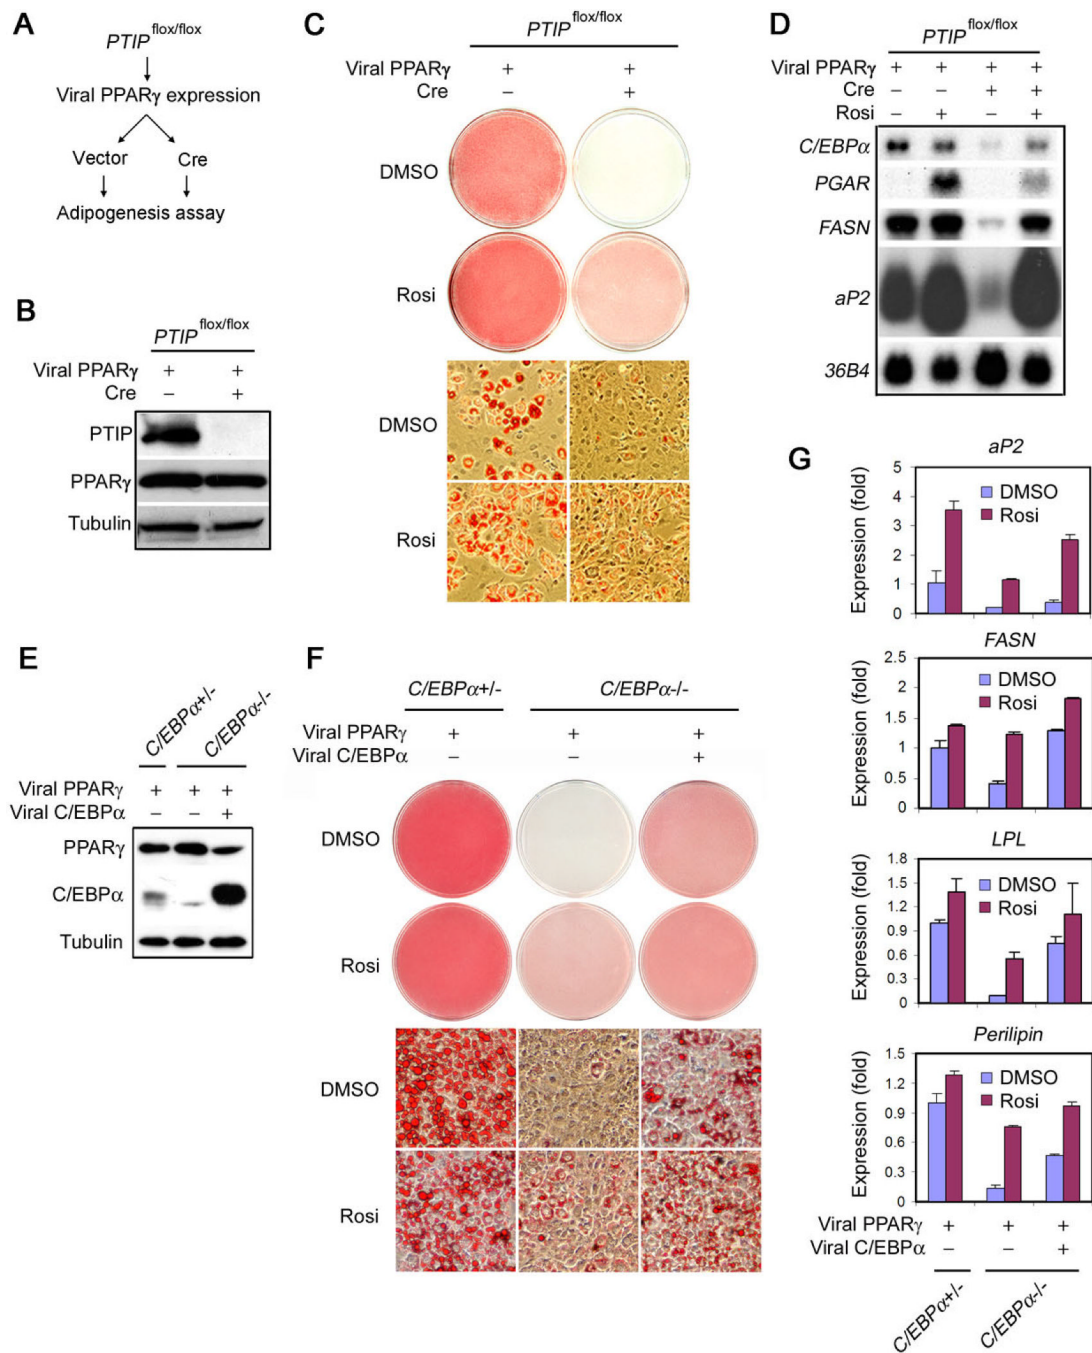 A
PTIP flox/flox
Viral PPARγ expression
Vector Cre
Adipogenesis assay
B
PTIP flox/flox
Viral PPARγ + +
Cre − +
PTIP
PPARγ
Tubulin
C
PTIP flox/flox
Viral PPARγ + +
Cre − +
DMSO
Rosi
DMSO
Rosi
D
PTIP flox/flox
Viral PPARγ + + + +
Cre − − + +
Rosi − + − +
C/EBPα
PGAR
FASN
aP2
36B4
E
C/EBPα+/- C/EBPα-/-
Viral PPARγ + + +
Viral C/EBPα − − +
PPARγ
C/EBPα
Tubulin
F
C/EBPα+/- C/EBPα-/-
Viral PPARγ + + +
Viral C/EBPα − − +
DMSO
Rosi
DMSO
Rosi
G
aP2
Expression (fold)
5
4
3
2
1
0
DMSO
Rosi
FASN
Expression (fold)
2.5
2
1.5
1
0.5
0
DMSO
Rosi
LPL
Expression (fold)
1.8
1.5
1.2
0.9
0.6
0.3
0
DMSO
Rosi
Perilipin
Expression (fold)
1.5
1.2
0.9
0.6
0.3
0
DMSO
Rosi
Viral PPARγ + + +
Viral C/EBPα − − +
C/EBPα+/- C/EBPα-/-